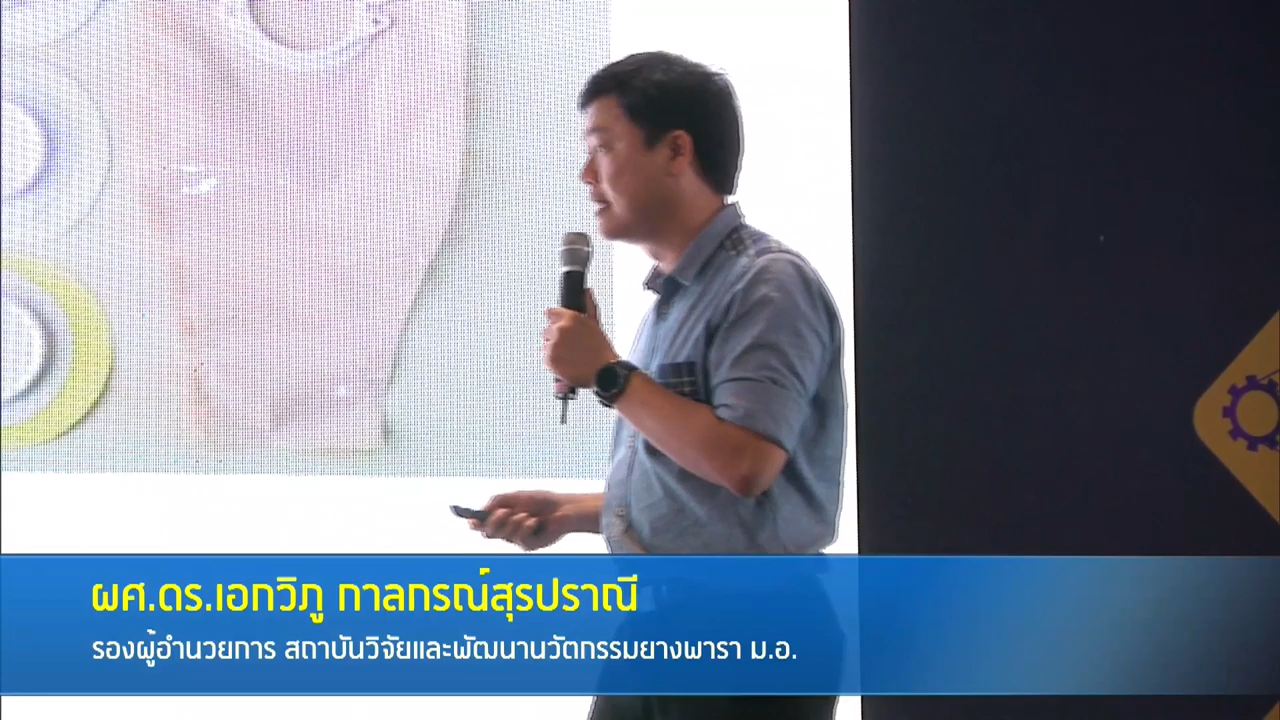 ผศ.ดร.เอกวิภู กาลกรณ์สุรปราณี
รองผู้อำนวยการ สถาบันวิจัยและพัฒนานวัตกรรมยางพารา ม.อ.